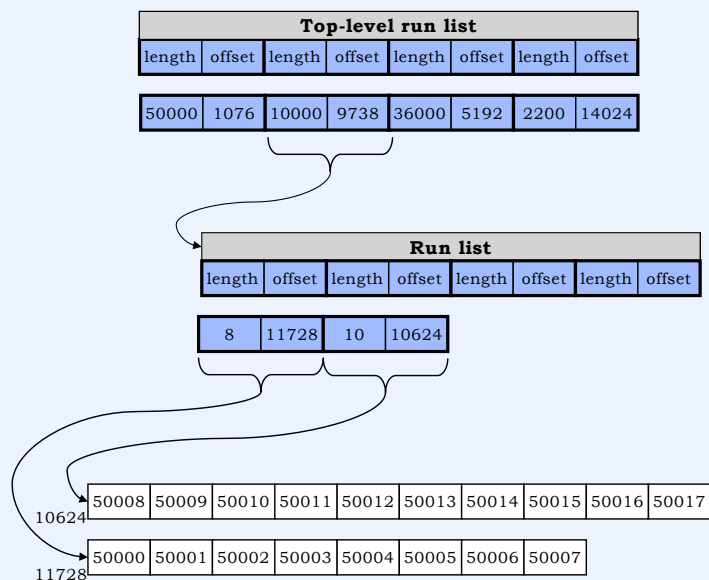 Top-level run list
length offset length offset length offset length offset
50000 1076 10000 9738 36000 5192 2200 14024
Run list
length offset length offset length offset length offset
8 11728 10 10624
50008 50009 50010 50011 50012 50013 50014 50015 50016 50017
10624
50000 50001 50002 50003 50004 50005 50006 50007
11728